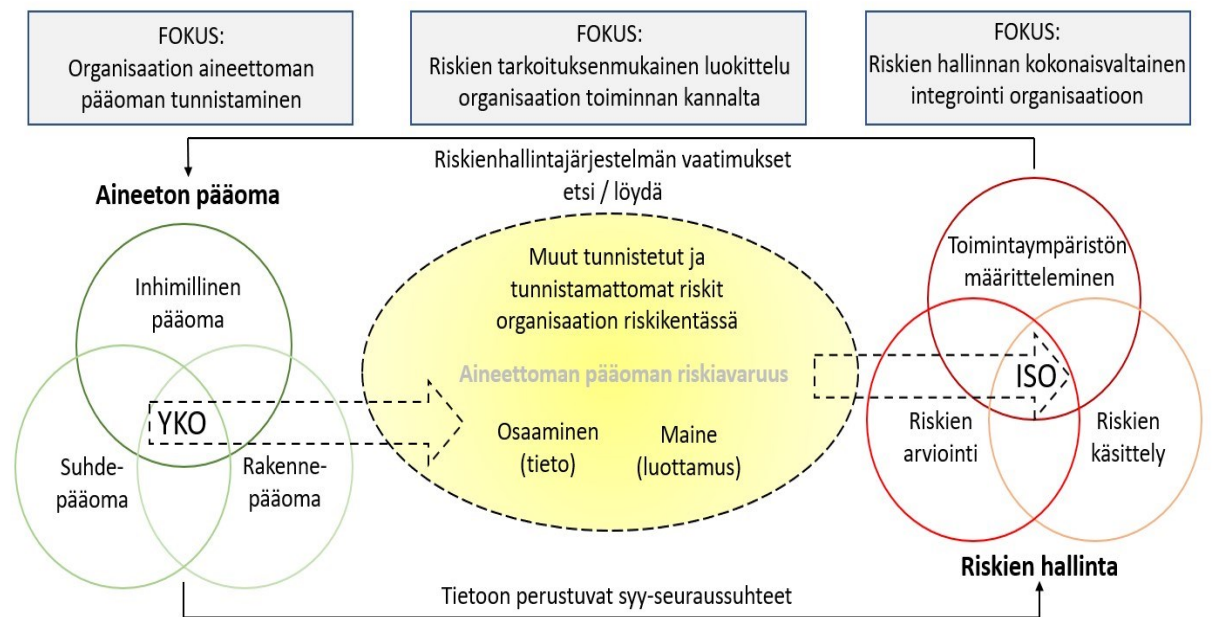 FOKUS:
Organisaation aineettoman
pääoman tunnistaminen
FOKUS:
Riskien tarkoituksenmukainen luokittelu
organisaation toiminnan kannalta
FOKUS:
Riskien hallinnan kokonaisvaltainen
integrointi organisaatioon
Riskienhallintajärjestelmän vaatimukset
etsi / löydä
Aineeton pääoma
Inhimillinen
pääoma
YKO
Suhde-
pääoma
Rakenne-
pääoma
Muut tunnistetut ja
tunnistamattomat riskit
organisaation riskikentässä
Aineettoman pääoman riskiavaruus
Osaaminen
(tieto)
Maine
(luottamus)
Toimintaympäristön
määritteleminen
ISO
Riskien
arviointi
Riskien
käsittely
Riskien hallinta
Tietoon perustuvat syy-seuraussuhteet